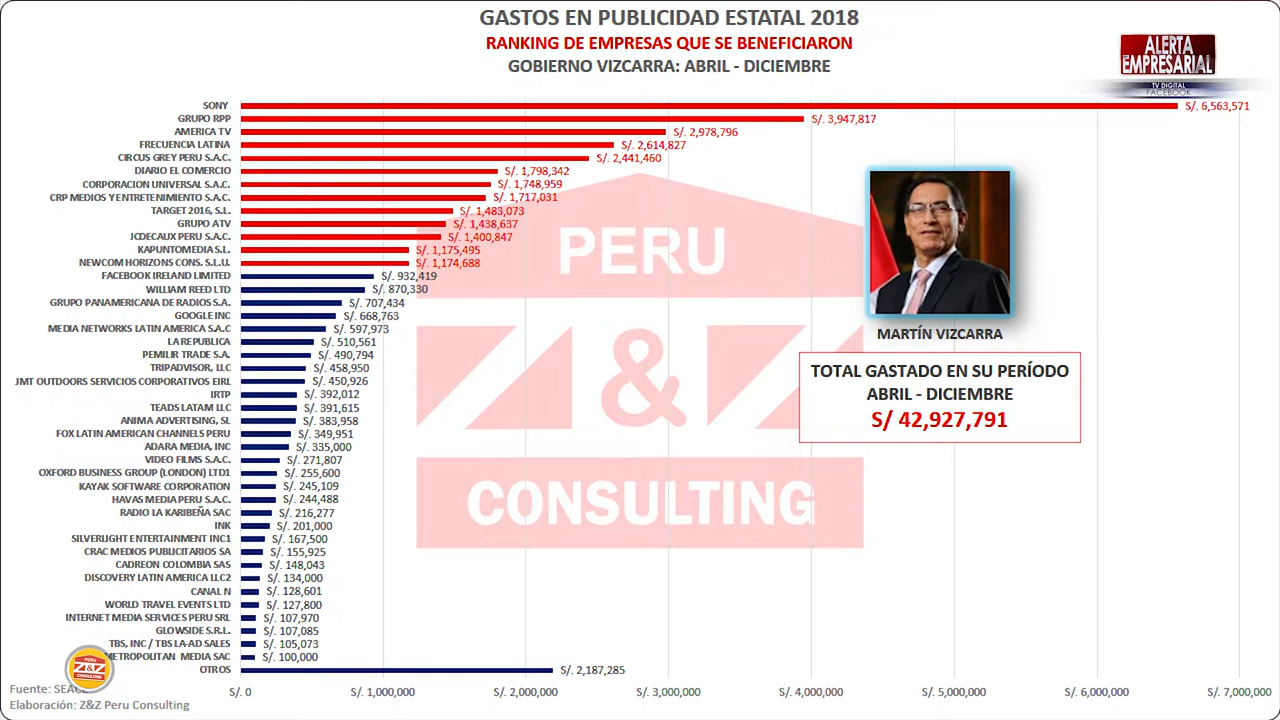 GASTOS EN PUBLICIDAD ESTATAL 2018
RANKING DE EMPRESAS QUE SE BENEFICIARON
GOBIERNO VIZCARRA: ABRIL - DICIEMBRE
ALERTA
EMPRESARIAL
TV DIGITAL
FACEBOOK
SONY S/. 6,563,571
GRUPO RPP S/. 3,947,817
AMERICA TV S/. 2,978,796
FRECUENCIA LATINA S/. 2,614,827
CIRCUS GREY PERU S.A.C. S/. 2,441,460
DIARIO EL COMERCIO S/. 1,798,342
CORPORACION UNIVERSAL S.A.C. S/. 1,748,959
CRP MEDIOS Y ENTRETENIMIENTO S.A.C. S/. 1,717,031
TARGET 2016, S.L. S/. 1,483,073
GRUPO ATV S/. 1,438,637
JCDECAUX PERU S.A.C. S/. 1,400,847
KAPUNTOMEDIA S.L. S/. 1,175,495
NEWCOM HORIZONS CONS. S.L.U. S/. 1,174,688
FACEBOOK IRELAND LIMITED S/. 932,419
WILLIAM REED LTD S/. 870,330
GRUPO PANAMERICANA DE RADIOS S.A. S/. 707,434
GOOGLE INC S/. 668,763
MEDIA NETWORKS LATIN AMERICA S.A.C S/. 597,973
LA REPUBLICA S/. 510,561
PEMILIR TRADE S.A. S/. 490,794
TRIPADVISOR, LLC S/. 458,950
JMT OUTDOORS SERVICIOS CORPORATIVOS EIRL S/. 450,926
IRTP S/. 392,012
TEADS LATAM LLC S/. 391,615
ANIMA ADVERTISING, SL S/. 383,958
FOX LATIN AMERICAN CHANNELS PERU S/. 349,951
ADARA MEDIA, INC S/. 335,000
VIDEO FILMS S.A.C. S/. 271,807
OXFORD BUSINESS GROUP (LONDON) LTD1 S/. 255,600
KAYAK SOFTWARE CORPORATION S/. 245,109
HAVAS MEDIA PERU S.A.C. S/. 244,488
RADIO LA KARIBEÑA SAC S/. 216,277
INK S/. 201,000
SILVERLIGHT ENTERTAINMENT INC1 S/. 167,500
CRAC MEDIOS PUBLICITARIOS SA S/. 155,925
CADREON COLOMBIA SAS S/. 148,043
DISCOVERY LATIN AMERICA LLC2 S/. 134,000
CANAL N S/. 128,601
WORLD TRAVEL EVENTS LTD S/. 127,800
INTERNET MEDIA SERVICES PERU SRL S/. 107,970
GLOWSIDE S.R.L. S/. 107,085
TBS, INC / TBS LA-AD SALES S/. 105,073
METROPOLITAN MEDIA SAC S/. 100,000
OTROS S/. 2,187,285
S/. 0 S/. 1,000,000 S/. 2,000,000 S/. 3,000,000 S/. 4,000,000 S/. 5,000,000 S/. 6,000,000 S/. 7,000,000
PERU
Z&Z
CONSULTING
MARTÍN VIZCARRA
TOTAL GASTADO EN SU PERÍODO
ABRIL - DICIEMBRE
S/ 42,927,791
PERU
Z&Z
CONSULTING
Fuente: SEACE
Elaboración: Z&Z Peru Consulting